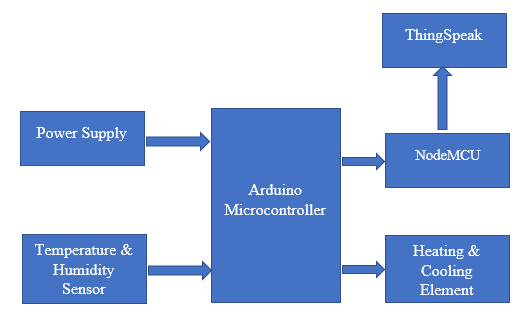 ThingSpeak
Power Supply
Arduino
Microcontroller
NodeMCU
Temperature &
Humidity
Sensor
Heating &
Cooling
Element